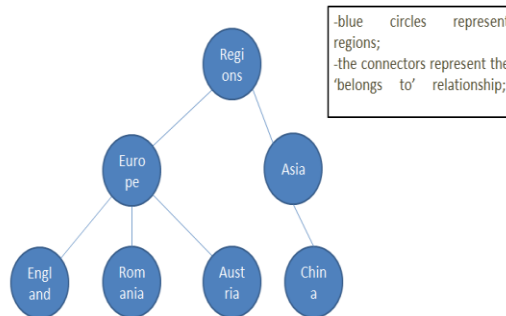 -blue circles represent
regions;
-the connectors represent the
'belongs to' relationship;
Regi
ons
Euro
pe
Asia
Engl
and
Rom
ania
Aust
ria
Chin
a